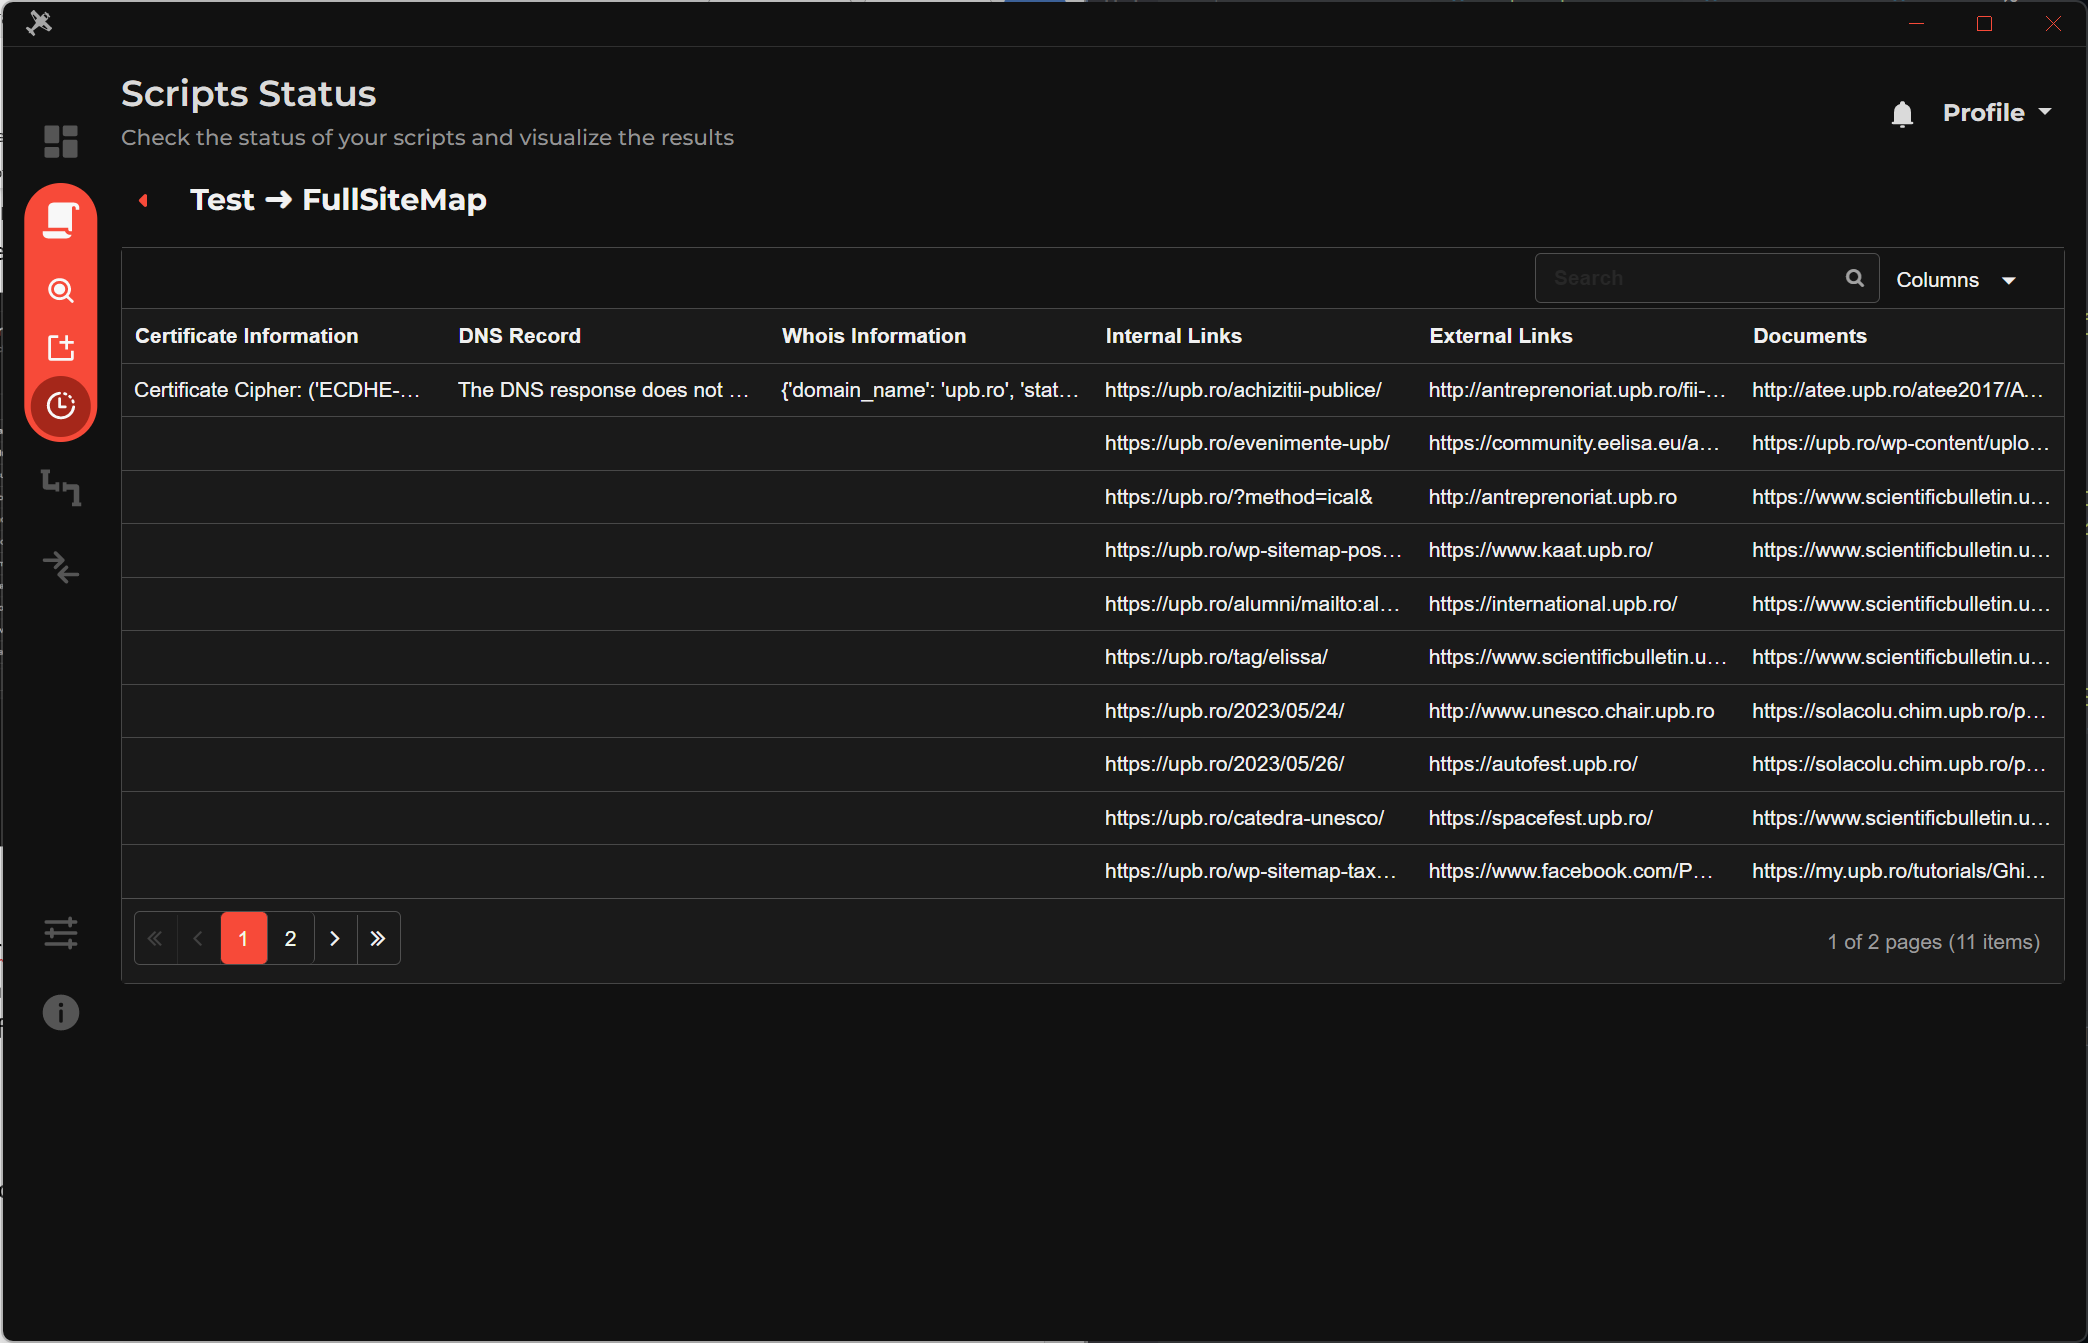 Scripts Status
Check the status of your scripts and visualize the results
Profile
Test ➜ FullSiteMap
Search
Columns
Certificate Information DNS Record Whois Information Internal Links External Links Documents
Certificate Cipher: ('ECDHE-... The DNS response does not ... {'domain_name': 'upb.ro', 'stat... https://upb.ro/achizitii-publice/ http://antreprenoriat.upb.ro/fii-... http://atee.upb.ro/atee2017/A...
https://upb.ro/evenimente-upb/ https://community.eelisa.eu/a... https://upb.ro/wp-content/uplo...
https://upb.ro/?method=ical& http://antreprenoriat.upb.ro https://www.scientificbulletin.u...
https://upb.ro/wp-sitemap-pos... https://www.kaat.upb.ro/ https://www.scientificbulletin.u...
https://upb.ro/alumni/mailto:al... https://international.upb.ro/ https://www.scientificbulletin.u...
https://upb.ro/tag/elissa/ https://www.scientificbulletin.u... https://www.scientificbulletin.u...
https://upb.ro/2023/05/24/ http://www.unesco.chair.upb.ro https://solacolu.chim.upb.ro/p...
https://upb.ro/2023/05/26/ https://autofest.upb.ro/ https://solacolu.chim.upb.ro/p...
https://upb.ro/catedra-unesco/ https://spacefest.upb.ro/ https://www.scientificbulletin.u...
https://upb.ro/wp-sitemap-tax... https://www.facebook.com/P... https://my.upb.ro/tutorials/Ghi...
1 2
1 of 2 pages (11 items)